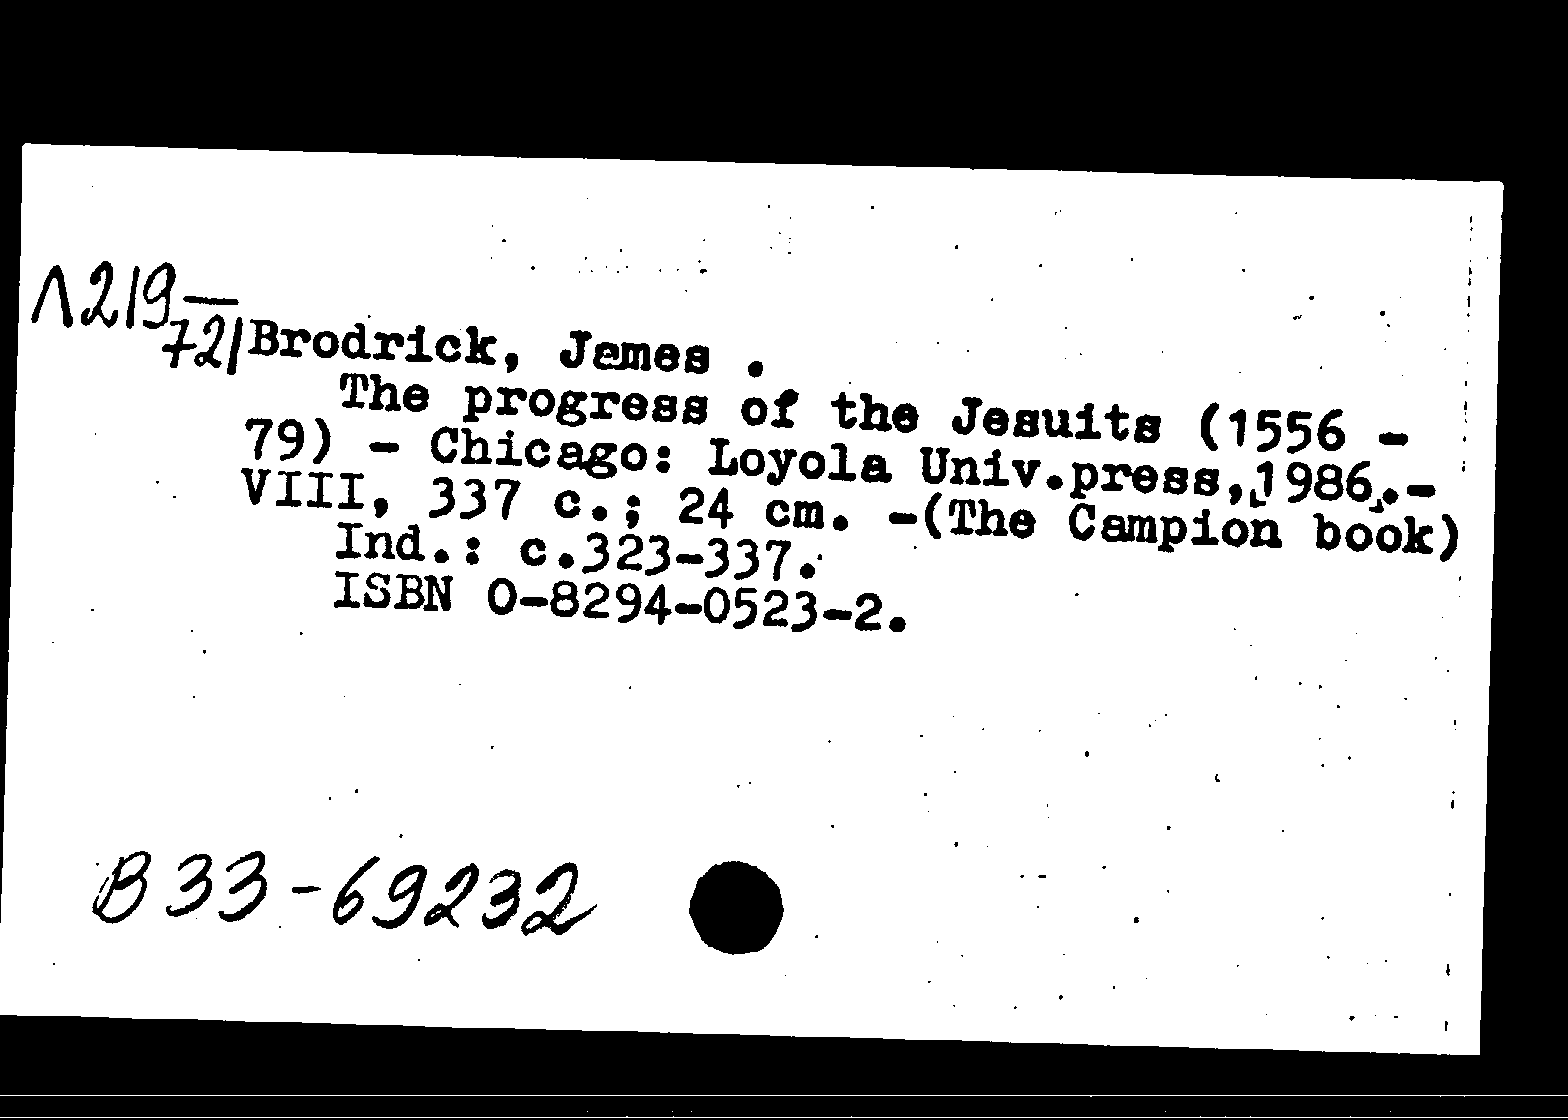 Л219—
721
Brodrick, James .
The progress of the Jesuits (1556 -
79) - Chicago: Loyola Univ.press, 1986.-
VIII, 337 c.; 24 cm. -(The Campion book)
Ind.: c.323-337.
ISBN 0-8294-0523-2.
B33-69232